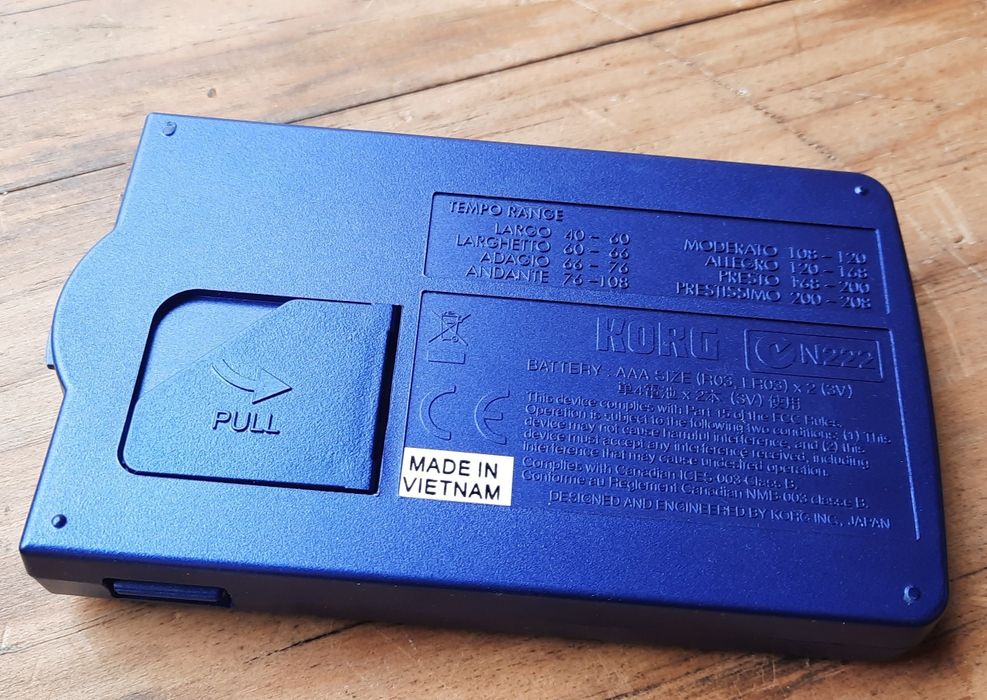 TEMPO RANGE
LARGO 40 – 60
LARGHETTO 60 – 66
ADAGIO 66 – 76
ANDANTE 76 – 108
MODERATO 108 – 120
ALLEGRO 120 – 168
PRESTO 168 – 200
PRESTISSIMO 200 – 208
KORG
N222
BATTERY : AAA SIZE (R03, LR03) x 2 (3V)
単4電池 x 2本 (3V) 使用
This device complies with Part 15 of the FCC Rules.
Operation is subject to the following two conditions: (1) This
device may not cause harmful interference, and (2) this
device must accept any interference received, including
interference that may cause undesired operation.
Complies with Canadian ICES-003 Class B.
Conforme au Reglement Canadian NMB-003 classe B.
DESIGNED AND ENGINEERED BY KORG INC, JAPAN
CE
MADE IN
VIETNAM
PULL